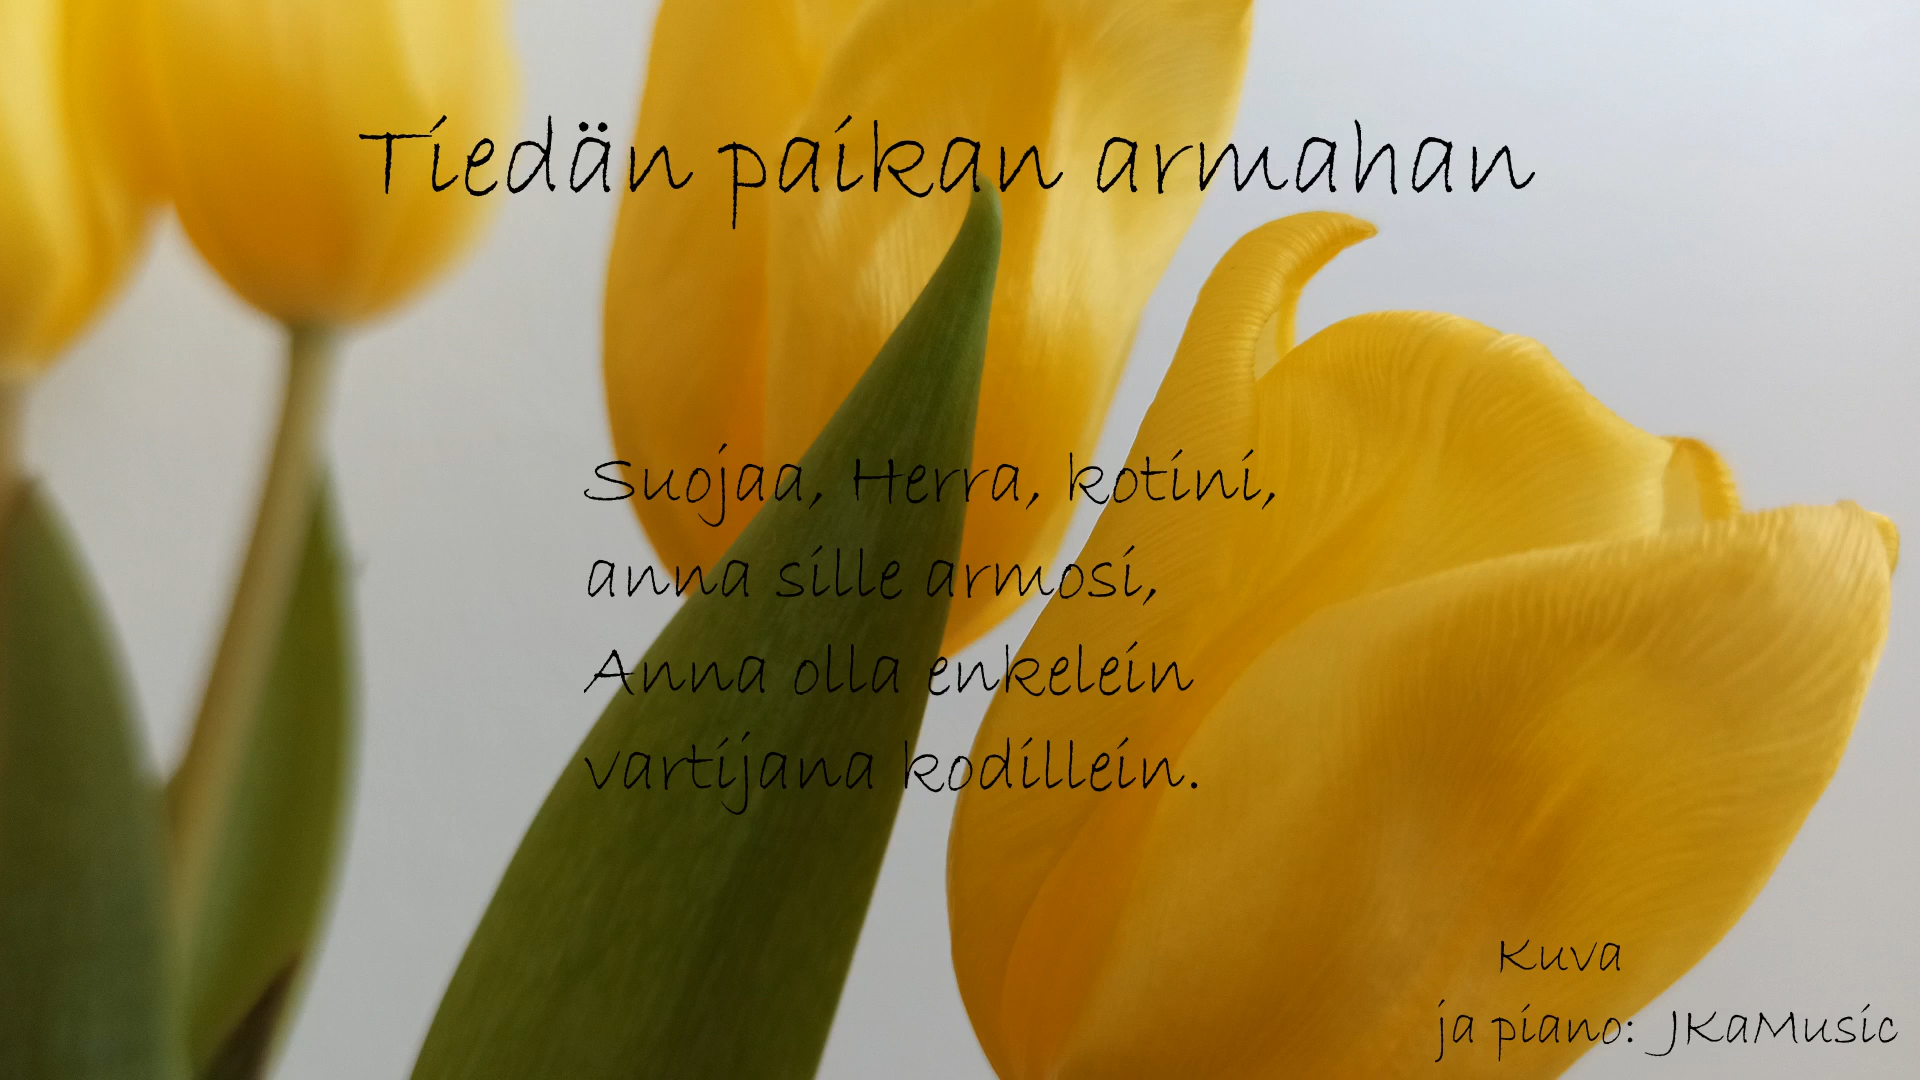 Tiedän paikan armahan
Suojaa, Herra, kotini,
anna sille armosi,
Anna olla enkelein
vartijana kodillein.
Kuva
ja piano: JKaMusic